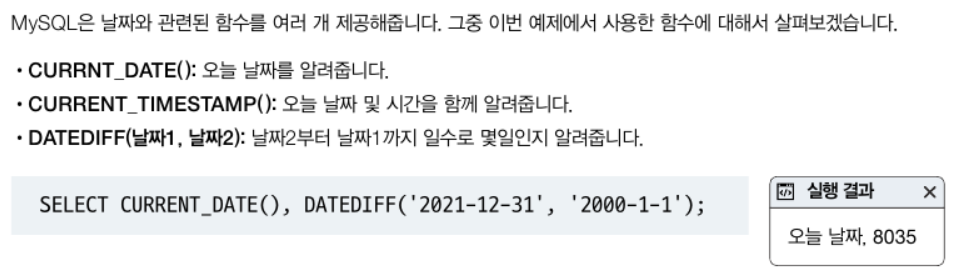 MySQL은 날짜와 관련된 함수를 여러 개 제공해줍니다. 그중 이번 예제에서 사용한 함수에 대해서 살펴보겠습니다.
• CURRNT_DATE(): 오늘 날짜를 알려줍니다.
• CURRENT_TIMESTAMP(): 오늘 날짜 및 시간을 함께 알려줍니다.
• DATEDIFF(날짜1, 날짜2): 날짜2부터 날짜1까지 일수로 몇일인지 알려줍니다.
SELECT CURRENT_DATE(), DATEDIFF('2021-12-31', '2000-1-1');
실행 결과
오늘 날짜, 8035